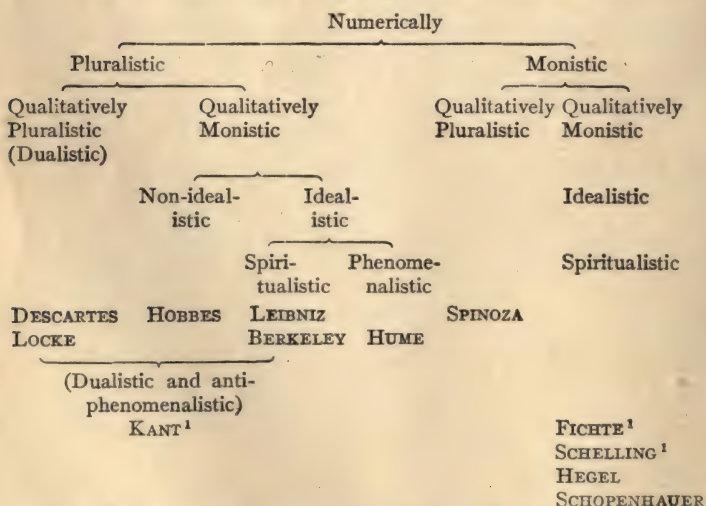 Numerically
Pluralistic Monistic
Qualitatively Qualitatively Qualitatively Qualitatively
Pluralistic Monistic Pluralistic Monistic
(Dualistic)
Non-ideal- Ideal- Idealistic
istic istic
Spiri- Phenome- Spiritualistic
tualistic nalistic
DESCARTES HOBBES LEIBNIZ SPINOZA
LOCKE BERKELEY HUME
(Dualistic and anti-
phenomenalistic)
KANT¹
FICHTE¹
SCHELLING¹
HEGEL
SCHOPENHAUER